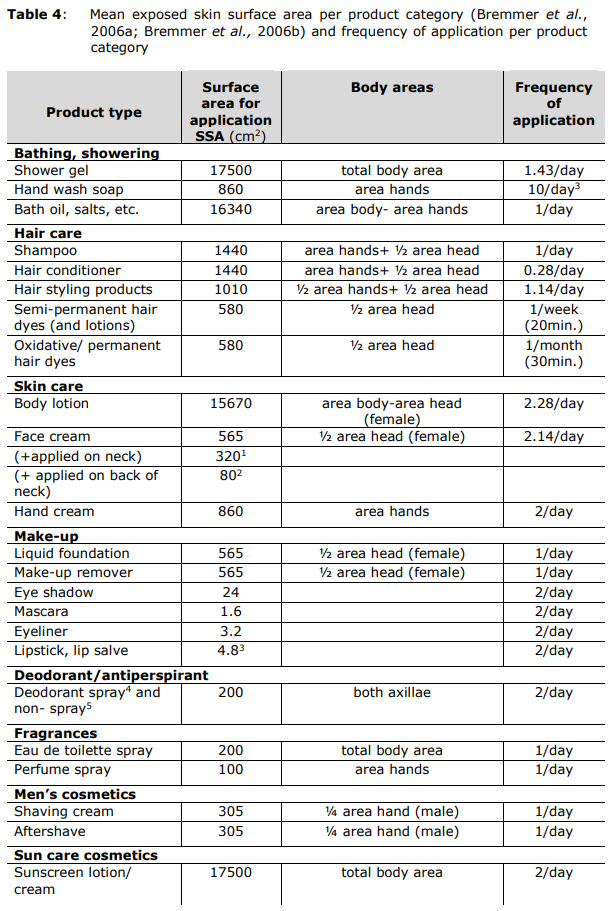 Table 4: Mean exposed skin surface area per product category (Bremmer et al.,
2006a; Bremmer et al., 2006b) and frequency of application per product
category
Product type | Surface area for application SSA (cm²) | Body areas | Frequency of application
Bathing, showering
Shower gel | 17500 | total body area | 1.43/day
Hand wash soap | 860 | area hands | 10/day³
Bath oil, salts, etc. | 16340 | area body- area hands | 1/day
Hair care
Shampoo | 1440 | area hands+ ½ area head | 1/day
Hair conditioner | 1440 | area hands+ ½ area head | 0.28/day
Hair styling products | 1010 | ½ area hands+ ½ area head | 1.14/day
Semi-permanent hair dyes (and lotions) | 580 | ½ area head | 1/week (20min.)
Oxidative/ permanent hair dyes | 580 | ½ area head | 1/month (30min.)
Skin care
Body lotion | 15670 | area body-area head (female) | 2.28/day
Face cream | 565 | ½ area head (female) | 2.14/day
(+applied on neck) | 320¹
(+ applied on back of neck) | 80²
Hand cream | 860 | area hands | 2/day
Make-up
Liquid foundation | 565 | ½ area head (female) | 1/day
Make-up remover | 565 | ½ area head (female) | 1/day
Eye shadow | 24 | 2/day
Mascara | 1.6 | 2/day
Eyeliner | 3.2 | 2/day
Lipstick, lip salve | 4.8³ | 2/day
Deodorant/antiperspirant
Deodorant spray⁴ and non- spray⁵ | 200 | both axillae | 2/day
Fragrances
Eau de toilette spray | 200 | total body area | 1/day
Perfume spray | 100 | area hands | 1/day
Men's cosmetics
Shaving cream | 305 | ¼ area hand (male) | 1/day
Aftershave | 305 | ¼ area hand (male) | 1/day
Sun care cosmetics
Sunscreen lotion/ cream | 17500 | total body area | 2/day